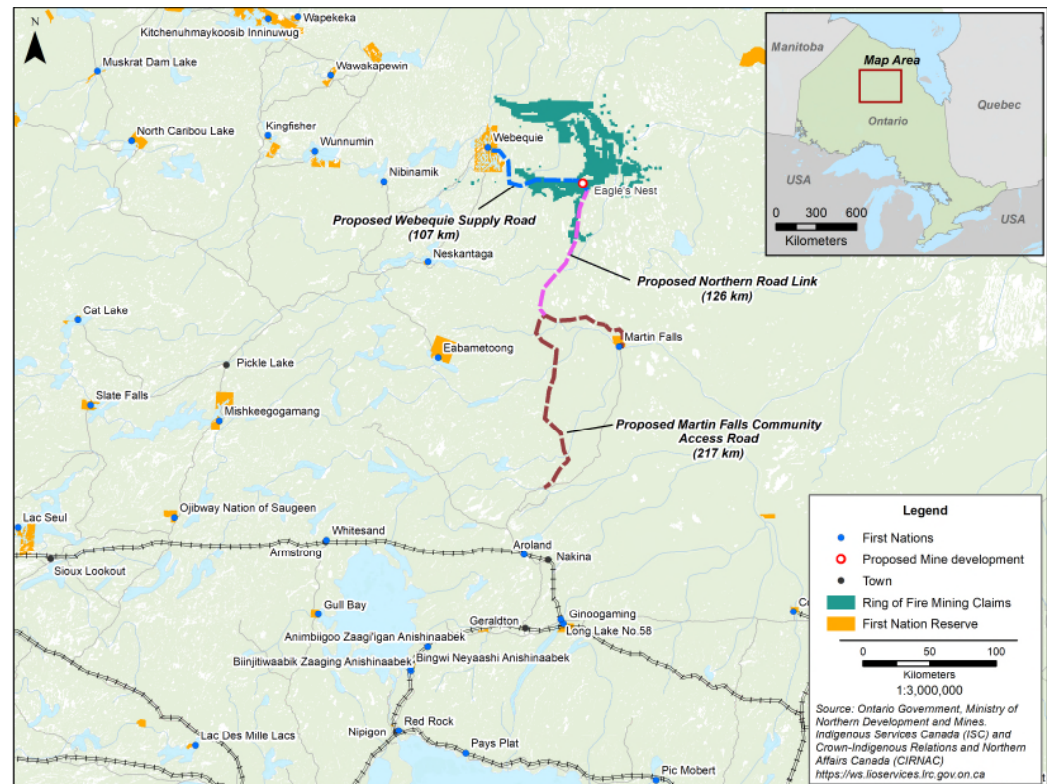 N
Wapekeka
Kitchenuhmaykoosib Inninuwug
Muskrat Dam Lake
Wawakapewin
North Caribou Lake
Kingfisher
Wunnumin
Webequie
Nibinamik
Eagle's Nest
Proposed Webequie Supply Road
(107 km)
Neskantaga
Proposed Northern Road Link
(126 km)
Cat Lake
Martin Falls
Eabametoong
Pickle Lake
Slate Falls
Mishkeegogamang
Proposed Martin Falls Community
Access Road
(217 km)
Lac Seul
Ojibway Nation of Saugeen
Whitesand
Armstrong
Aroland
Nakina
Sioux Lookout
Gull Bay
Geraldton
Ginoogaming
Long Lake No.58
Animbiigoo Zaagi'igan Anishinaabek
Biinjitiwaabik Zaaging Anishinaabek
Bingwi Neyaashi Anishinaabek
Red Rock
Nipigon
Lac Des Mille Lacs
Pays Plat
Pic Mobert
Manitoba
Map Area
Ontario
Quebec
USA
0 300 600
Kilometers
USA
Legend
First Nations
Proposed Mine development
Town
Ring of Fire Mining Claims
First Nation Reserve
0 50 100
Kilometers
1:3,000,000
Source: Ontario Government, Ministry of
Northern Development and Mines.
Indigenous Services Canada (ISC) and
Crown-Indigenous Relations and Northern
Affairs Canada (CIRNAC)
https://ws.lioservices.lrc.gov.on.ca